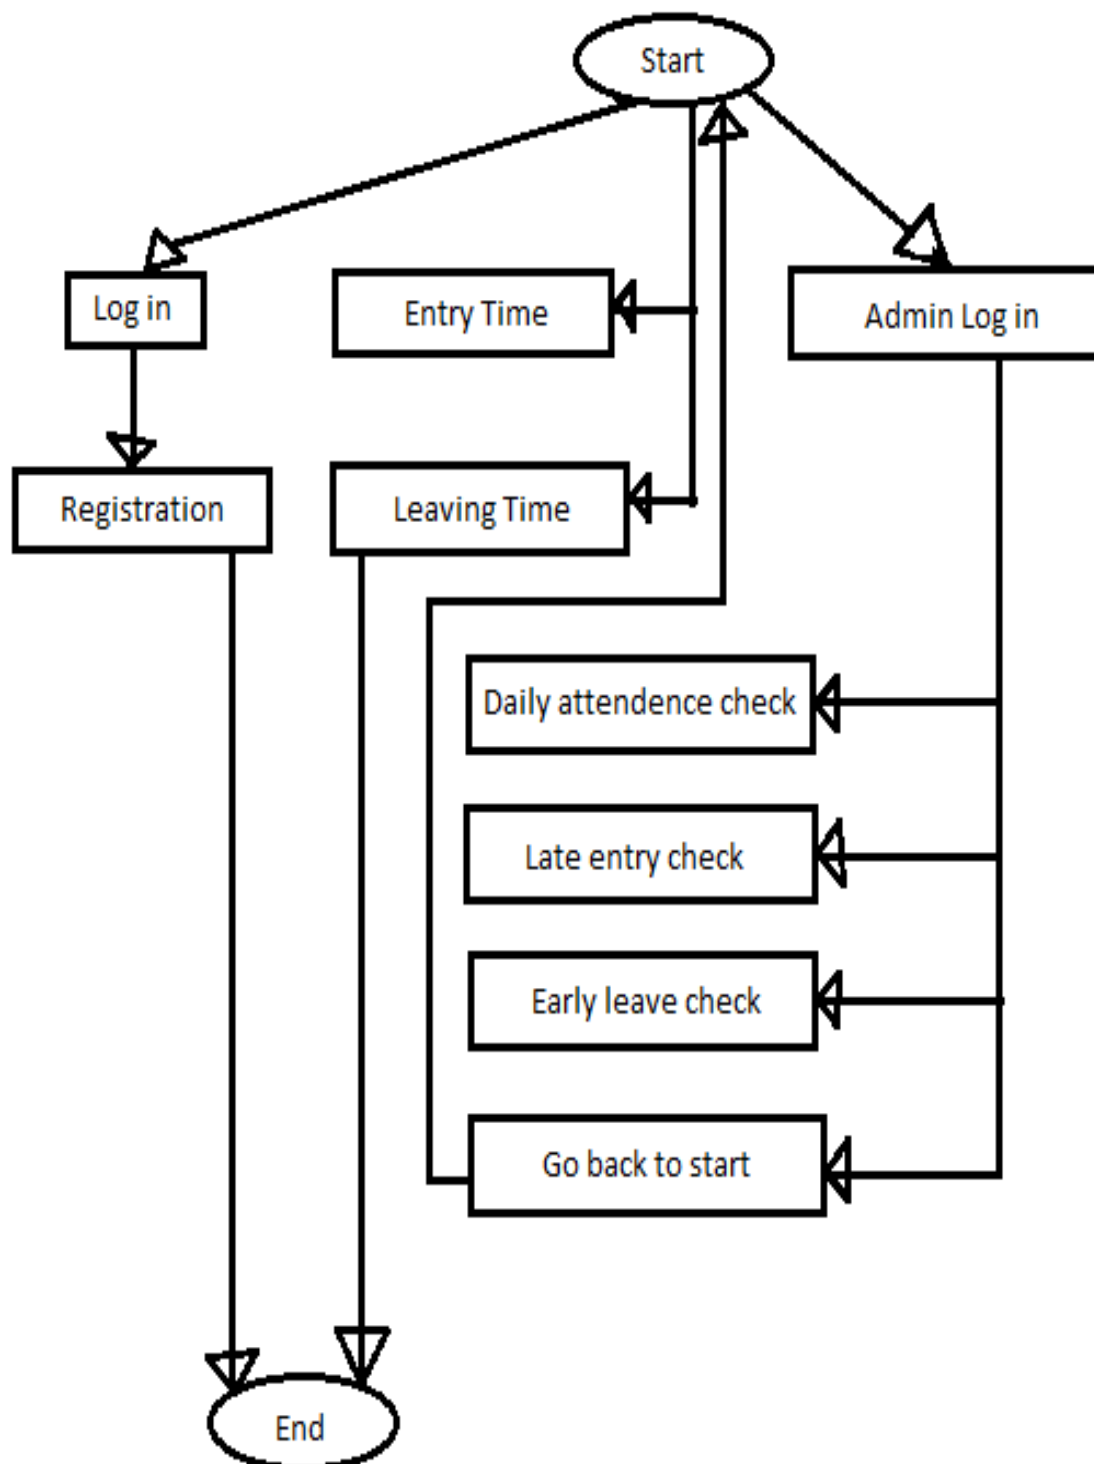 Start
Log in
Entry Time
Admin Log in
Registration
Leaving Time
Daily attendence check
Late entry check
Early leave check
Go back to start
End